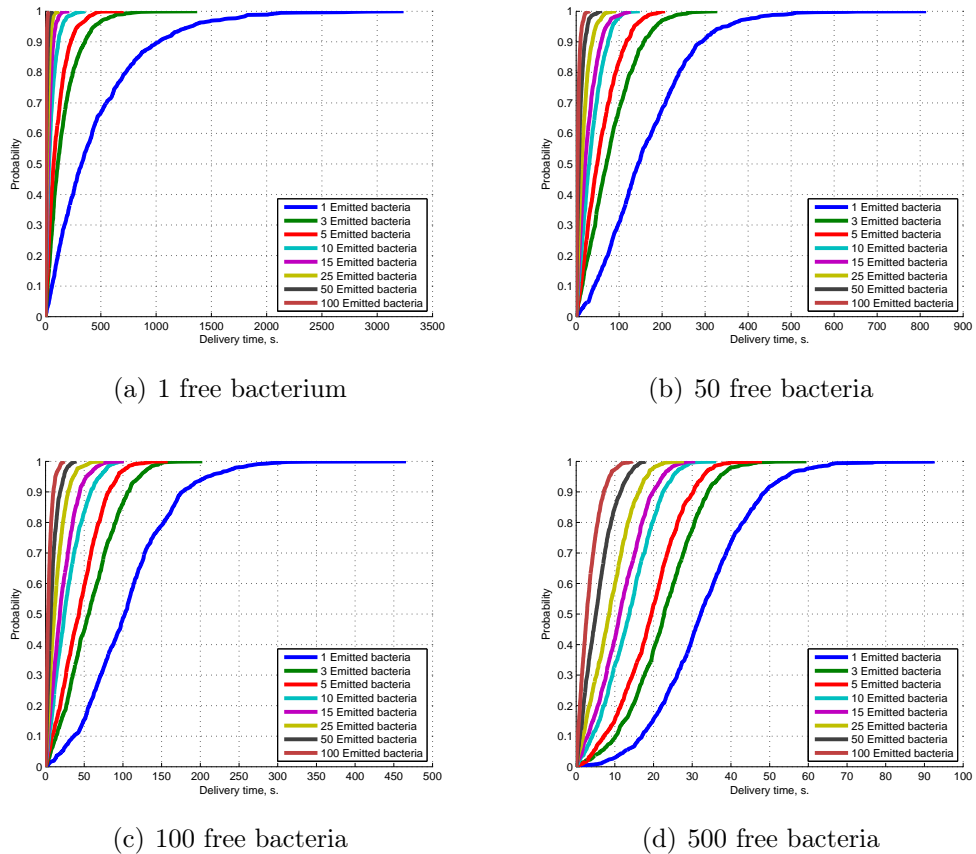 1
0.9
0.8
0.7
0.6
0.5
0.4
0.3
0.2
0.1
0
Probability
0 500 1000 1500 2000 2500 3000 3500
Delivery time, s.
1 Emitted bacteria
3 Emitted bacteria
5 Emitted bacteria
10 Emitted bacteria
15 Emitted bacteria
25 Emitted bacteria
50 Emitted bacteria
100 Emitted bacteria
(a) 1 free bacterium
1
0.9
0.8
0.7
0.6
0.5
0.4
0.3
0.2
0.1
0
Probability
0 100 200 300 400 500 600 700 800 900
Delivery time, s.
1 Emitted bacteria
3 Emitted bacteria
5 Emitted bacteria
10 Emitted bacteria
15 Emitted bacteria
25 Emitted bacteria
50 Emitted bacteria
100 Emitted bacteria
(b) 50 free bacteria
1
0.9
0.8
0.7
0.6
0.5
0.4
0.3
0.2
0.1
0
Probability
0 50 100 150 200 250 300 350 400 450 500
Delivery time, s.
1 Emitted bacteria
3 Emitted bacteria
5 Emitted bacteria
10 Emitted bacteria
15 Emitted bacteria
25 Emitted bacteria
50 Emitted bacteria
100 Emitted bacteria
(c) 100 free bacteria
1
0.9
0.8
0.7
0.6
0.5
0.4
0.3
0.2
0.1
0
Probability
0 10 20 30 40 50 60 70 80 90 100
Delivery time, s.
1 Emitted bacteria
3 Emitted bacteria
5 Emitted bacteria
10 Emitted bacteria
15 Emitted bacteria
25 Emitted bacteria
50 Emitted bacteria
100 Emitted bacteria
(d) 500 free bacteria